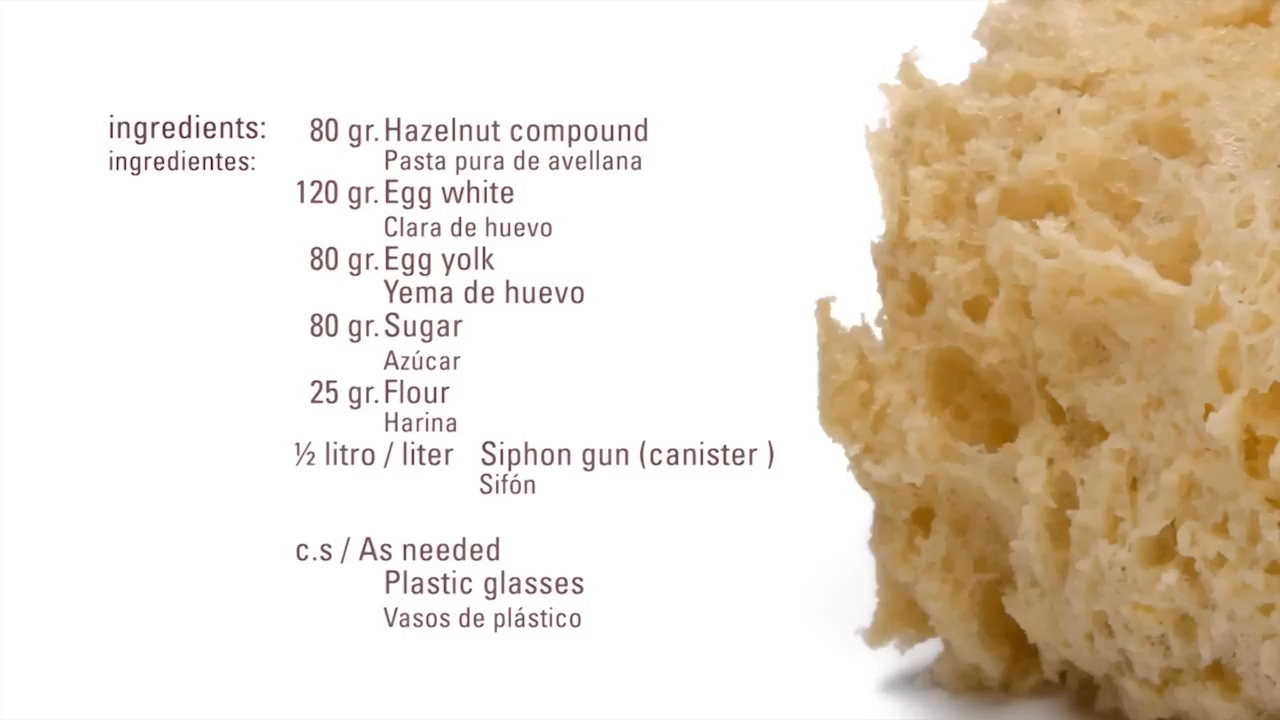 ingredients: 80 gr. Hazelnut compound
ingredientes: Pasta pura de avellana
120 gr. Egg white
Clara de huevo
80 gr. Egg yolk
Yema de huevo
80 gr. Sugar
Azúcar
25 gr. Flour
Harina
½ litro / liter Siphon gun (canister )
Sifón
c.s / As needed
Plastic glasses
Vasos de plástico